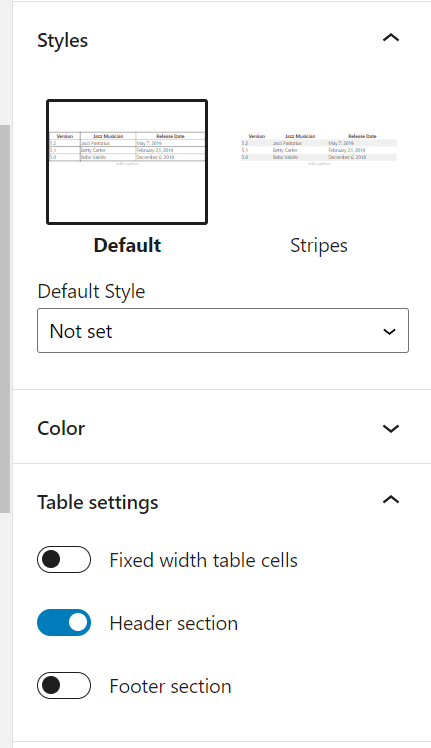 Styles
Version Jazz Musician Release Date
5.2 Jaco Pastorius May 7, 2019
5.1 Betty Carter February 21, 2019
5.0 Bebo Valdés December 6, 2018
Version Jazz Musician Release Date
5.2 Jaco Pastorius May 7, 2019
5.1 Betty Carter February 21, 2019
5.0 Bebo Valdés December 6, 2018
Default
Stripes
Default Style
Not set
Color
Table settings
Fixed width table cells
Header section
Footer section